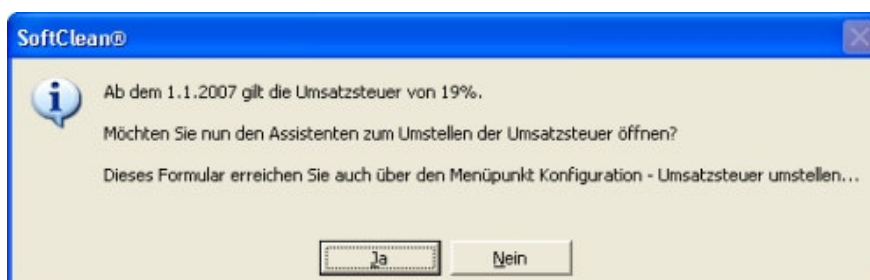 SoftClean®
Ab dem 1.1.2007 gilt die Umsatzsteuer von 19%.
Möchten Sie nun den Assistenten zum Umstellen der Umsatzsteuer öffnen?
Dieses Formular erreichen Sie auch über den Menüpunkt Konfiguration - Umsatzsteuer umstellen...
Ja
Nein